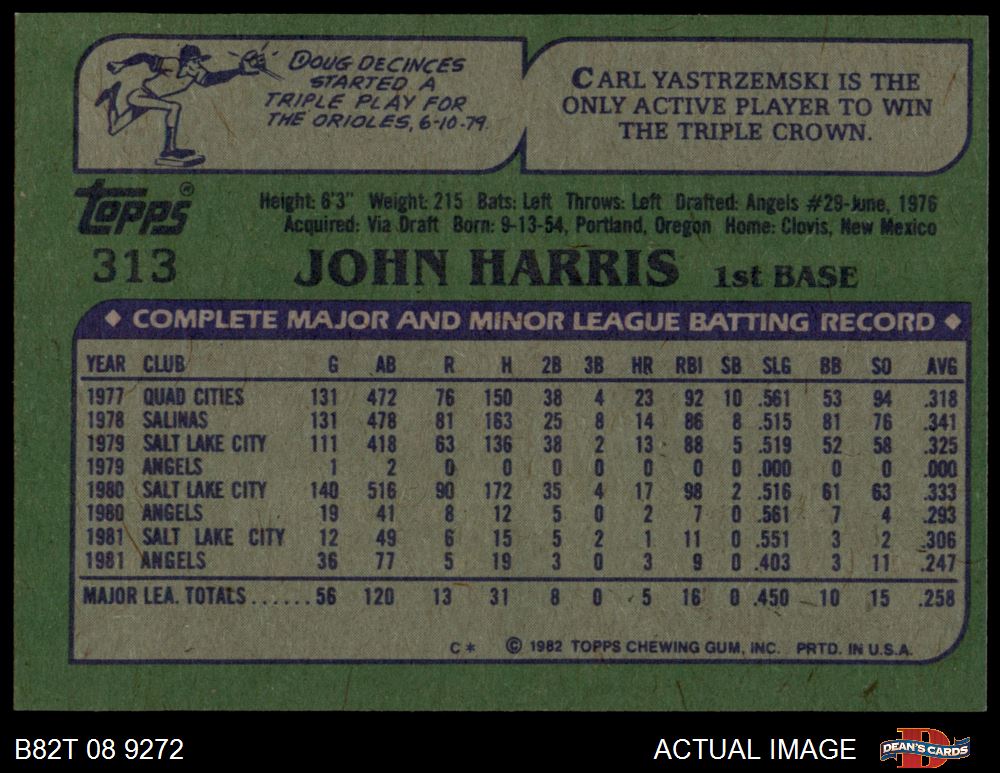 DOUG DECINCES
STARTED A
TRIPLE PLAY FOR
THE ORIOLES, 6-10-79.
CARL YASTRZEMSKI IS THE
ONLY ACTIVE PLAYER TO WIN
THE TRIPLE CROWN.
Topps®
Height: 6'3" Weight: 215 Bats: Left Throws: Left Drafted: Angels #29-June, 1976
Acquired: Via Draft Born: 9-13-54, Portland, Oregon Home: Clovis, New Mexico
313 JOHN HARRIS 1st BASE
◆ COMPLETE MAJOR AND MINOR LEAGUE BATTING RECORD ◆
YEAR CLUB G AB R H 2B 3B HR RBI SB SLG BB SO AVG
1977 QUAD CITIES 131 472 76 150 38 4 23 92 10 .561 53 94 .318
1978 SALINAS 131 478 81 163 25 8 14 86 8 .515 81 76 .341
1979 SALT LAKE CITY 111 418 63 136 38 2 13 88 5 .519 52 58 .325
1979 ANGELS 1 2 0 0 0 0 0 0 0 .000 0 0 .000
1980 SALT LAKE CITY 140 516 90 172 35 4 17 98 2 .516 61 63 .333
1980 ANGELS 19 41 8 12 5 0 2 7 0 .561 7 4 .293
1981 SALT LAKE CITY 12 49 6 15 5 2 1 11 0 .551 3 2 .306
1981 ANGELS 36 77 5 19 3 0 3 9 0 .403 3 11 .247
MAJOR LEA. TOTALS......56 120 13 31 8 0 5 16 0 .450 10 15 .258
C* © 1982 TOPPS CHEWING GUM, INC. PRTD. IN U.S.A.
B82T 08 9272 ACTUAL IMAGE DEAN'S CARDS